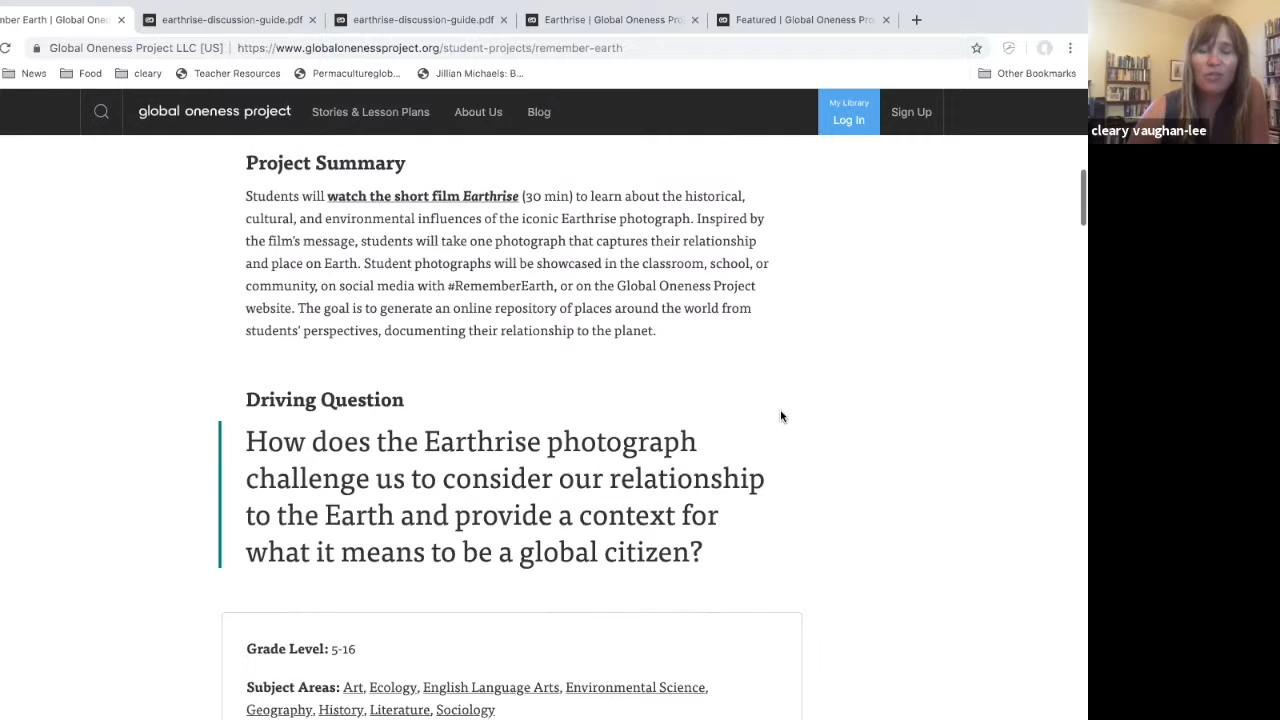 mber Earth | Global Oned
earthrise-discussion-guide.pdf
earthrise-discussion-guide.pdf
Earthrise | Global Oneness Pro
Featured | Global Oneness Pro
Global Oneness Project LLC [US] | https://www.globalonenessproject.org/student-projects/remember-earth
News Food cleary Teacher Resources Permacultureglob... Jillian Michaels: B... Other Bookmarks
global oneness project Stories & Lesson Plans About Us Blog My Library Log In Sign Up
cleary vaughan-lee
Project Summary
Students will watch the short film Earthrise (30 min) to learn about the historical,
cultural, and environmental influences of the iconic Earthrise photograph. Inspired by
the film's message, students will take one photograph that captures their relationship
and place on Earth. Student photographs will be showcased in the classroom, school, or
community, on social media with #RememberEarth, or on the Global Oneness Project
website. The goal is to generate an online repository of places around the world from
students' perspectives, documenting their relationship to the planet.
Driving Question
How does the Earthrise photograph
challenge us to consider our relationship
to the Earth and provide a context for
what it means to be a global citizen?
Grade Level: 5-16
Subject Areas: Art, Ecology, English Language Arts, Environmental Science,
Geography, History, Literature, Sociology